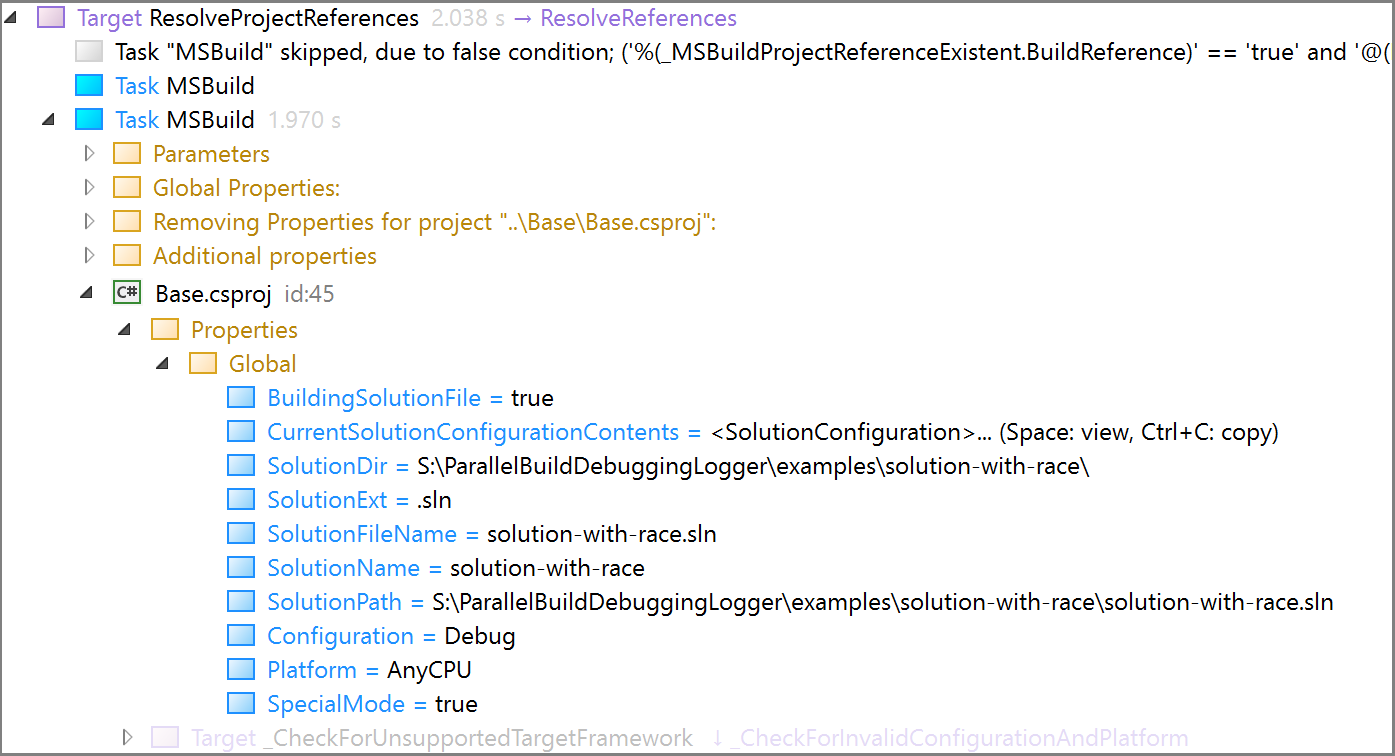 Target ResolveProjectReferences 2.038 s → ResolveReferences
Task "MSBuild" skipped, due to false condition; ('%(_MSBuildProjectReferenceExistent.BuildReference)' == 'true' and '@(
Task MSBuild
Task MSBuild 1.970 s
Parameters
Global Properties:
Removing Properties for project "..\Base\Base.csproj":
Additional properties
C# Base.csproj id:45
Properties
Global
BuildingSolutionFile = true
CurrentSolutionConfigurationContents = <SolutionConfiguration>... (Space: view, Ctrl+C: copy)
SolutionDir = S:\ParallelBuildDebuggingLogger\examples\solution-with-race\
SolutionExt = .sln
SolutionFileName = solution-with-race.sln
SolutionName = solution-with-race
SolutionPath = S:\ParallelBuildDebuggingLogger\examples\solution-with-race\solution-with-race.sln
Configuration = Debug
Platform = AnyCPU
SpecialMode = true
Target _CheckForUnsupportedTargetFramework ↓ _CheckForInvalidConfigurationAndPlatform